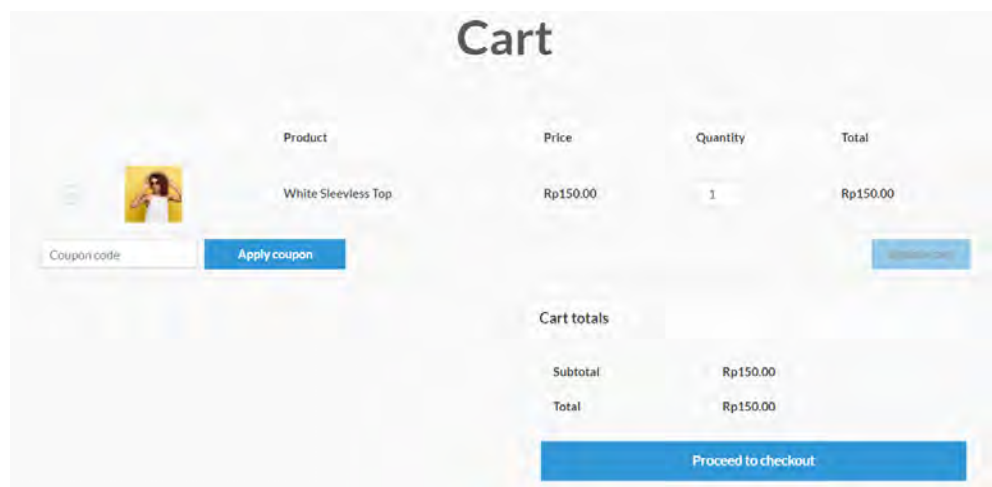 Cart
Product Price Quantity Total
White Sleevless Top Rp150.00 1 Rp150.00
Coupon code Apply coupon
Cart totals
Subtotal Rp150.00
Total Rp150.00
Proceed to checkout